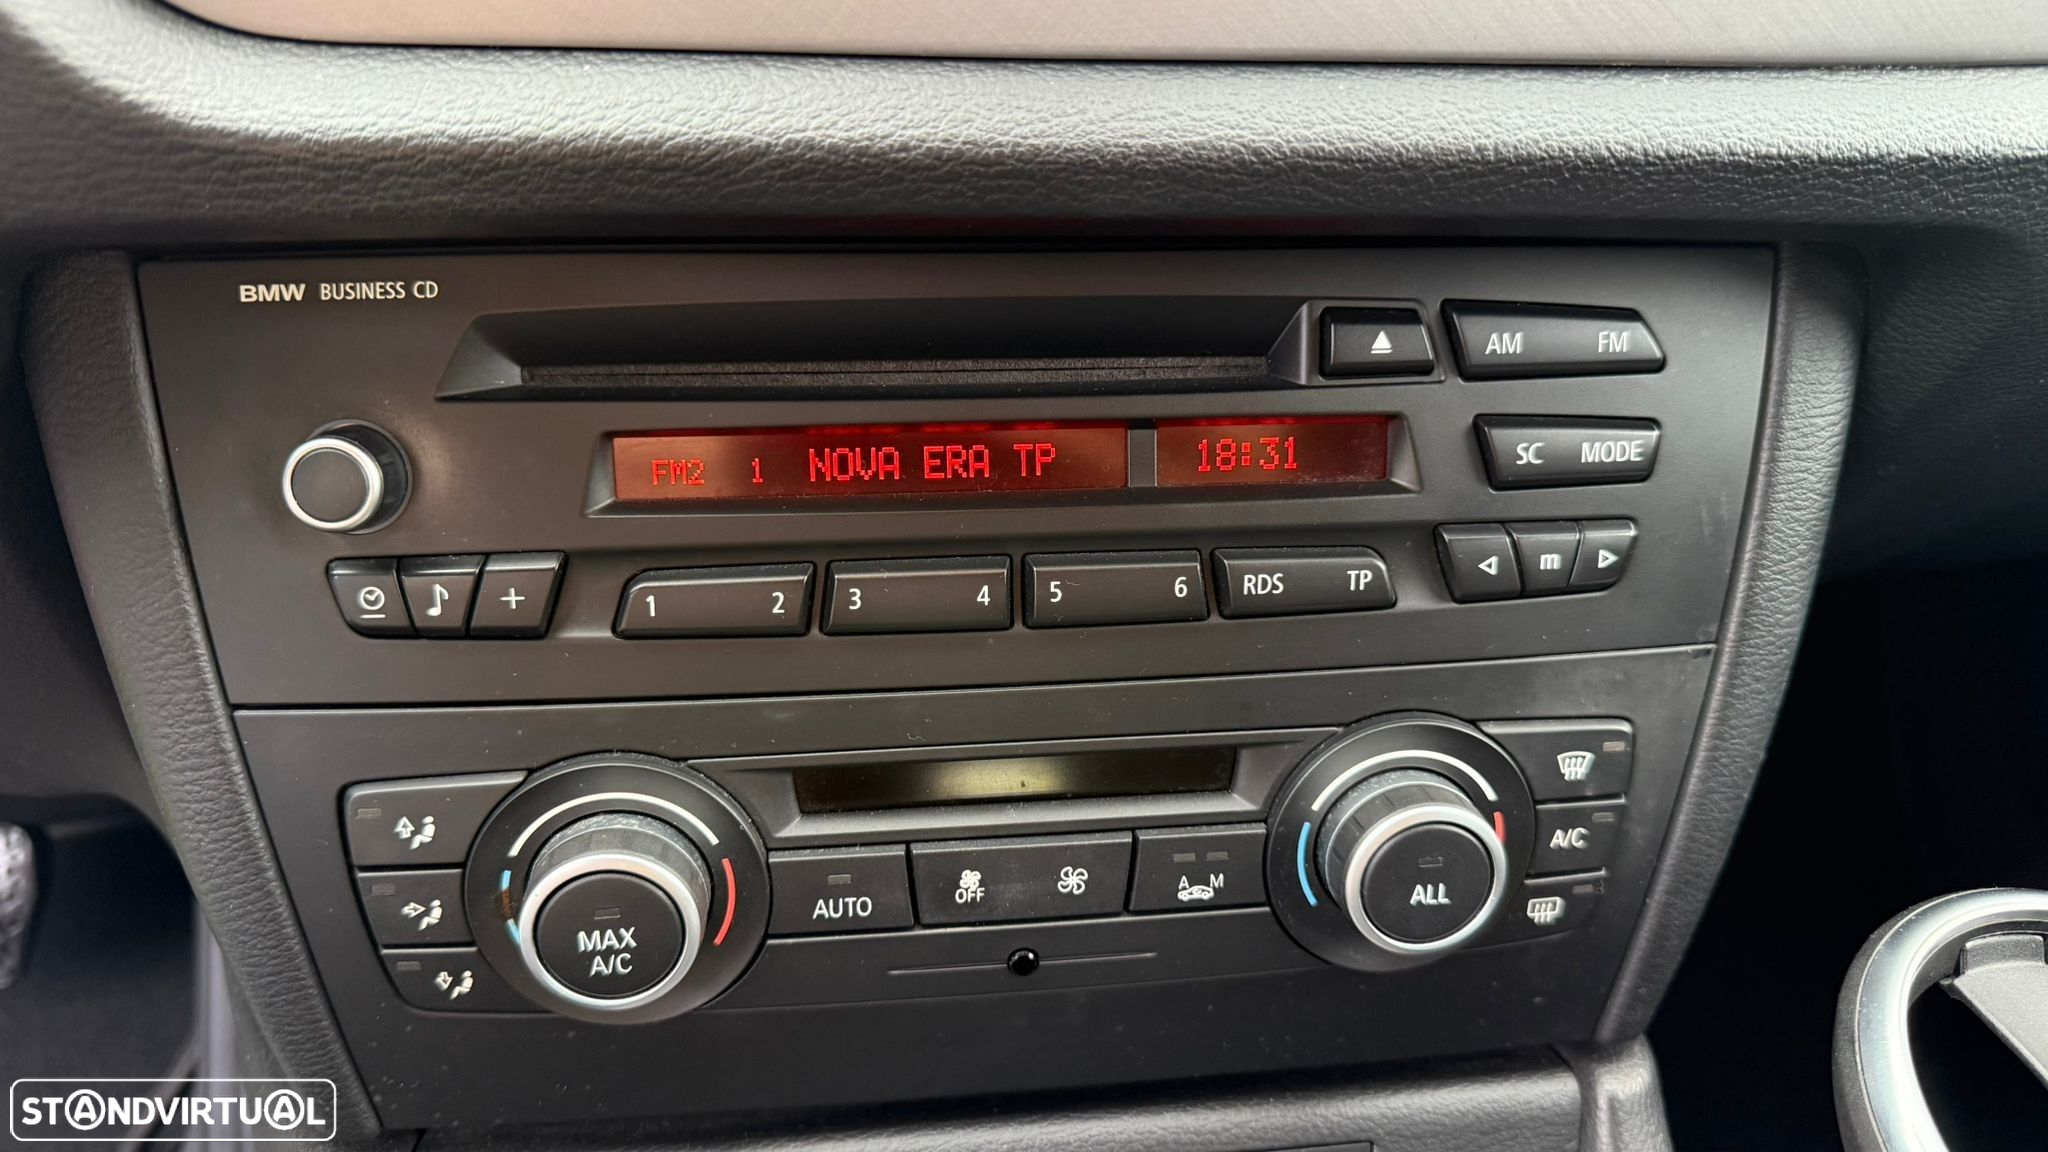 BMW BUSINESS CD
AM FM
FM2 1 NOVA ERA TP 18:31
SC MODE
1 2 3 4 5 6 RDS TP m
AUTO OFF A M ALL A/C
MAX
A/C
STANDVIRTUAL